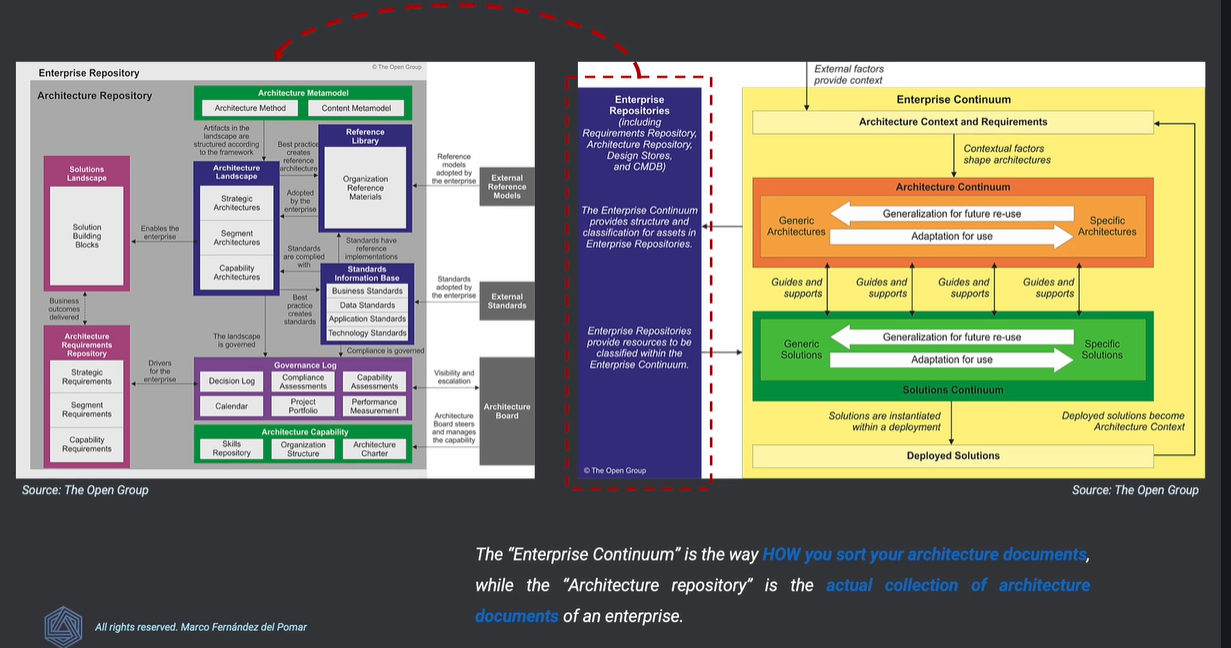 © The Open Group
Enterprise Repository
Architecture Repository
Architecture Metamodel
Architecture Method
Content Metamodel
Artifacts in the
landscape are
structured according
to the framework
Best practice
creates
reference
architecture
Reference
Library
Organization
Reference
Materials
Reference
models
adopted by
the enterprise
External
Reference
Models
Solutions
Landscape
Solution
Building
Blocks
Enables the
enterprise
Architecture
Landscape
Strategic
Architectures
Segment
Architectures
Capability
Architectures
Adopted
by the
enterprise
Standards
are complied
with
Standards have
reference
implementations
Best
practice
creates
standards
Standards
Information Base
Business Standards
Data Standards
Application Standards
Technology Standards
Standards
adopted by
the enterprise
External
Standards
Business
outcomes
delivered
The landscape
is governed
Compliance is governed
Architecture
Requirements
Repository
Strategic
Requirements
Segment
Requirements
Capability
Requirements
Drivers
for the
enterprise
Governance Log
Decision Log
Compliance
Assessments
Capability
Assessments
Calendar
Project
Portfolio
Performance
Measurement
Visibility and
escalation
Architecture
Board steers
and manages
the capability
Architecture
Board
Architecture Capability
Skills
Repository
Organization
Structure
Architecture
Charter
Source: The Open Group
Enterprise
Repositories
(including
Requirements Repository,
Architecture Repository,
Design Stores,
and CMDB)
The Enterprise Continuum
provides structure and
classification for assets in
Enterprise Repositories.
Enterprise Repositories
provide resources to be
classified within the
Enterprise Continuum.
© The Open Group
External factors
provide context
Enterprise Continuum
Architecture Context and Requirements
Contextual factors
shape architectures
Architecture Continuum
Generic
Architectures
Generalization for future re-use
Adaptation for use
Specific
Architectures
Guides and
supports
Guides and
supports
Guides and
supports
Guides and
supports
Generic
Solutions
Generalization for future re-use
Adaptation for use
Specific
Solutions
Solutions Continuum
Solutions are instantiated
within a deployment
Deployed solutions become
Architecture Context
Deployed Solutions
Source: The Open Group
The “Enterprise Continuum” is the way HOW you sort your architecture documents,
while the “Architecture repository” is the actual collection of architecture
documents of an enterprise.
All rights reserved. Marco Fernández del Pomar